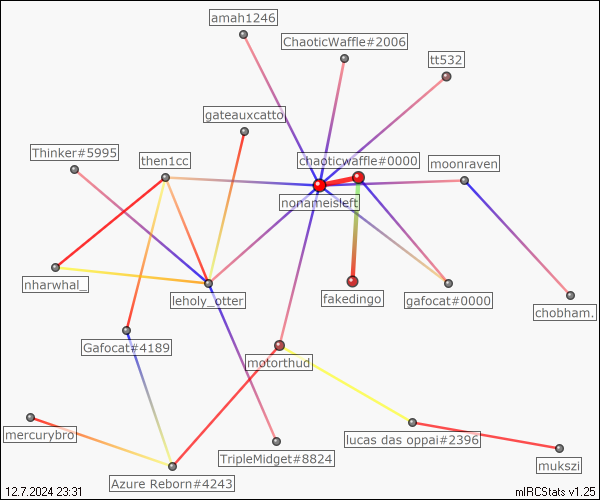 amah1246
ChaoticWaffle#2006
tt532
gateauxcatto
Thinker#5995
then1cc
chaoticwaffle#0000
moonraven
nonameisleft
nharwhal_
leholy_otter
fakedingo
gafocat#0000
chobham.
Gafocat#4189
motorthud
mercurybro
lucas das oppai#2396
TripleMidget#8824
mukszi
Azure Reborn#4243
12.7.2024 23:31
mIRCStats v1.25